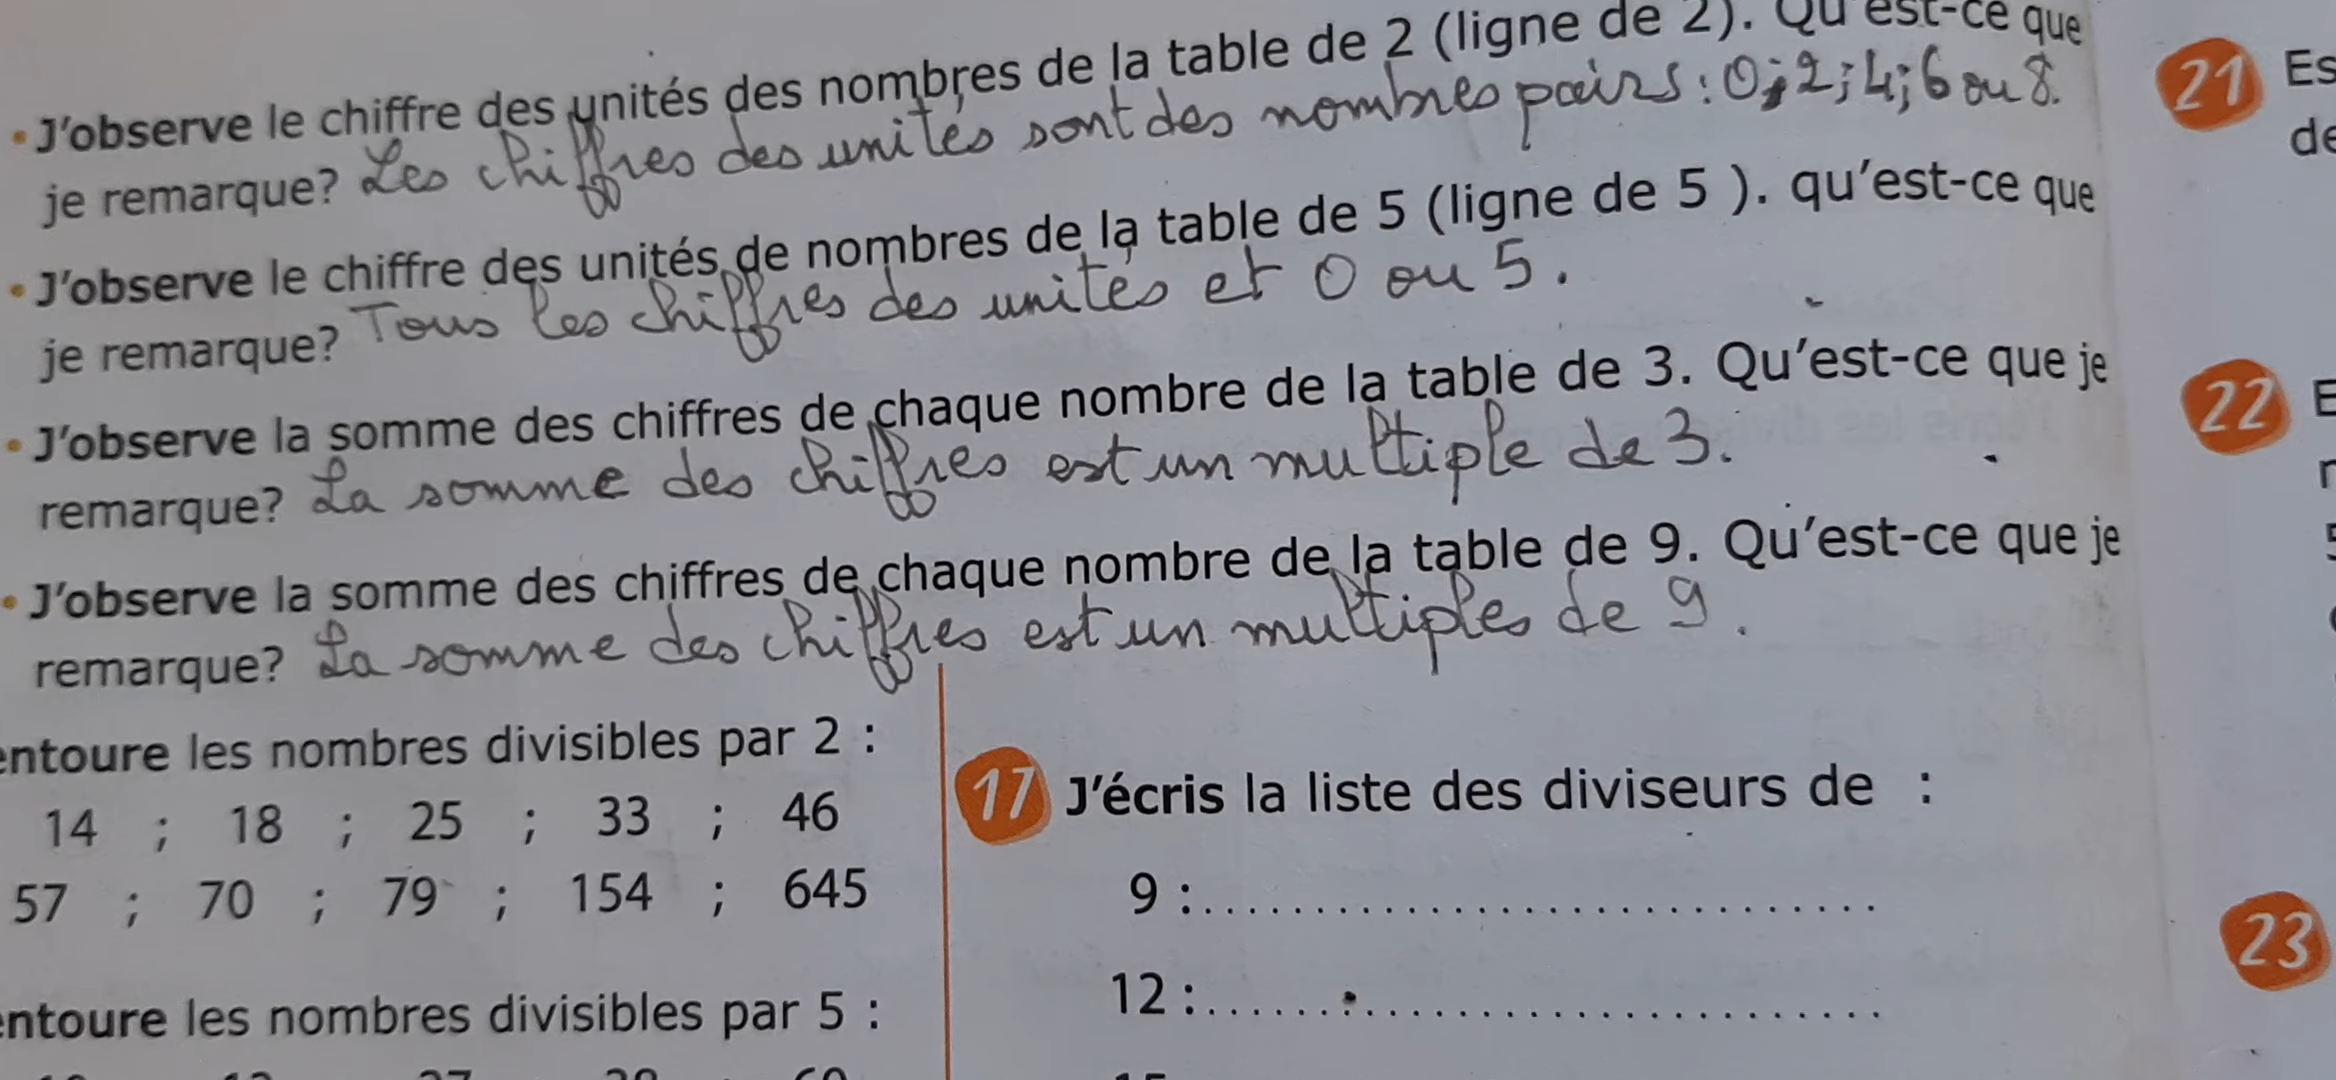 • J'observe le chiffre des unités des nombres de la table de 2 (ligne de 2). Qu'est-ce que
je remarque? Les chiffres des unités sont des nombres pairs : 0 ; 2 ; 4 ; 6 ou 8.
• J'observe le chiffre des unités de nombres de la table de 5 (ligne de 5 ). qu'est-ce que
je remarque? Tous les chiffres des unités et 0 ou 5.
• J'observe la somme des chiffres de chaque nombre de la table de 3. Qu'est-ce que je
remarque? La somme des chiffres est un multiple de 3.
• J'observe la somme des chiffres de chaque nombre de la table de 9. Qu'est-ce que je
remarque? La somme des chiffres est un multiples de 9.
entoure les nombres divisibles par 2 :
14 ; 18 ; 25 ; 33 ; 46
57 ; 70 ; 79 ; 154 ; 645
entoure les nombres divisibles par 5 :
17 J'écris la liste des diviseurs de :
9 :..............................
12 :..............................
21 Es
de
22
23